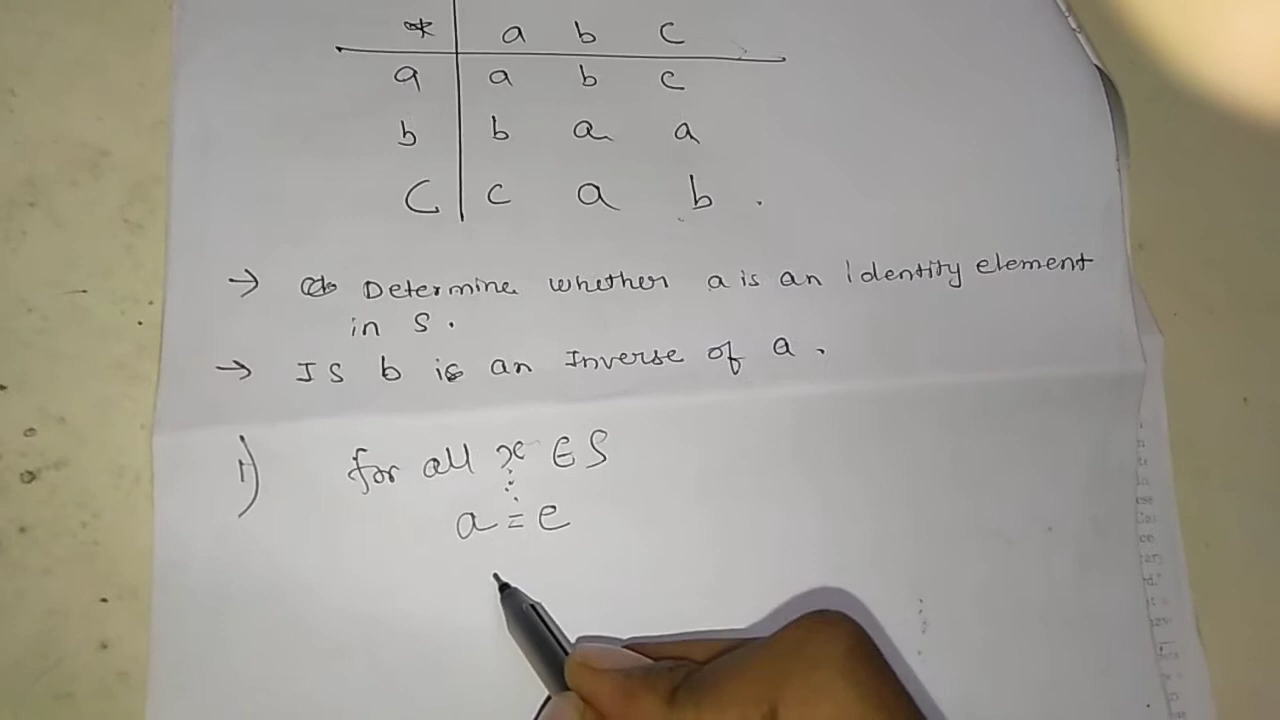 * a b c
a a b c
b b a a
C c a b .
→ Determine whether a is an Identity element
in S .
→ IS b is an Inverse of a .
1) for all x ∈ S
a = e